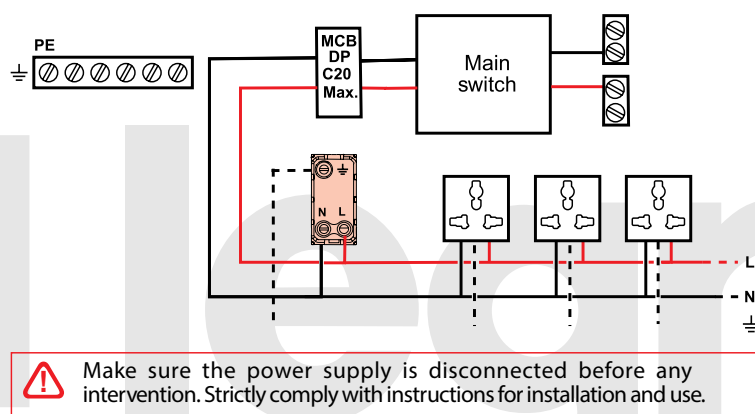 PE
MCB
DP
C20
Max.
Main
switch
N L
L
N
Make sure the power supply is disconnected before any
intervention. Strictly comply with instructions for installation and use.